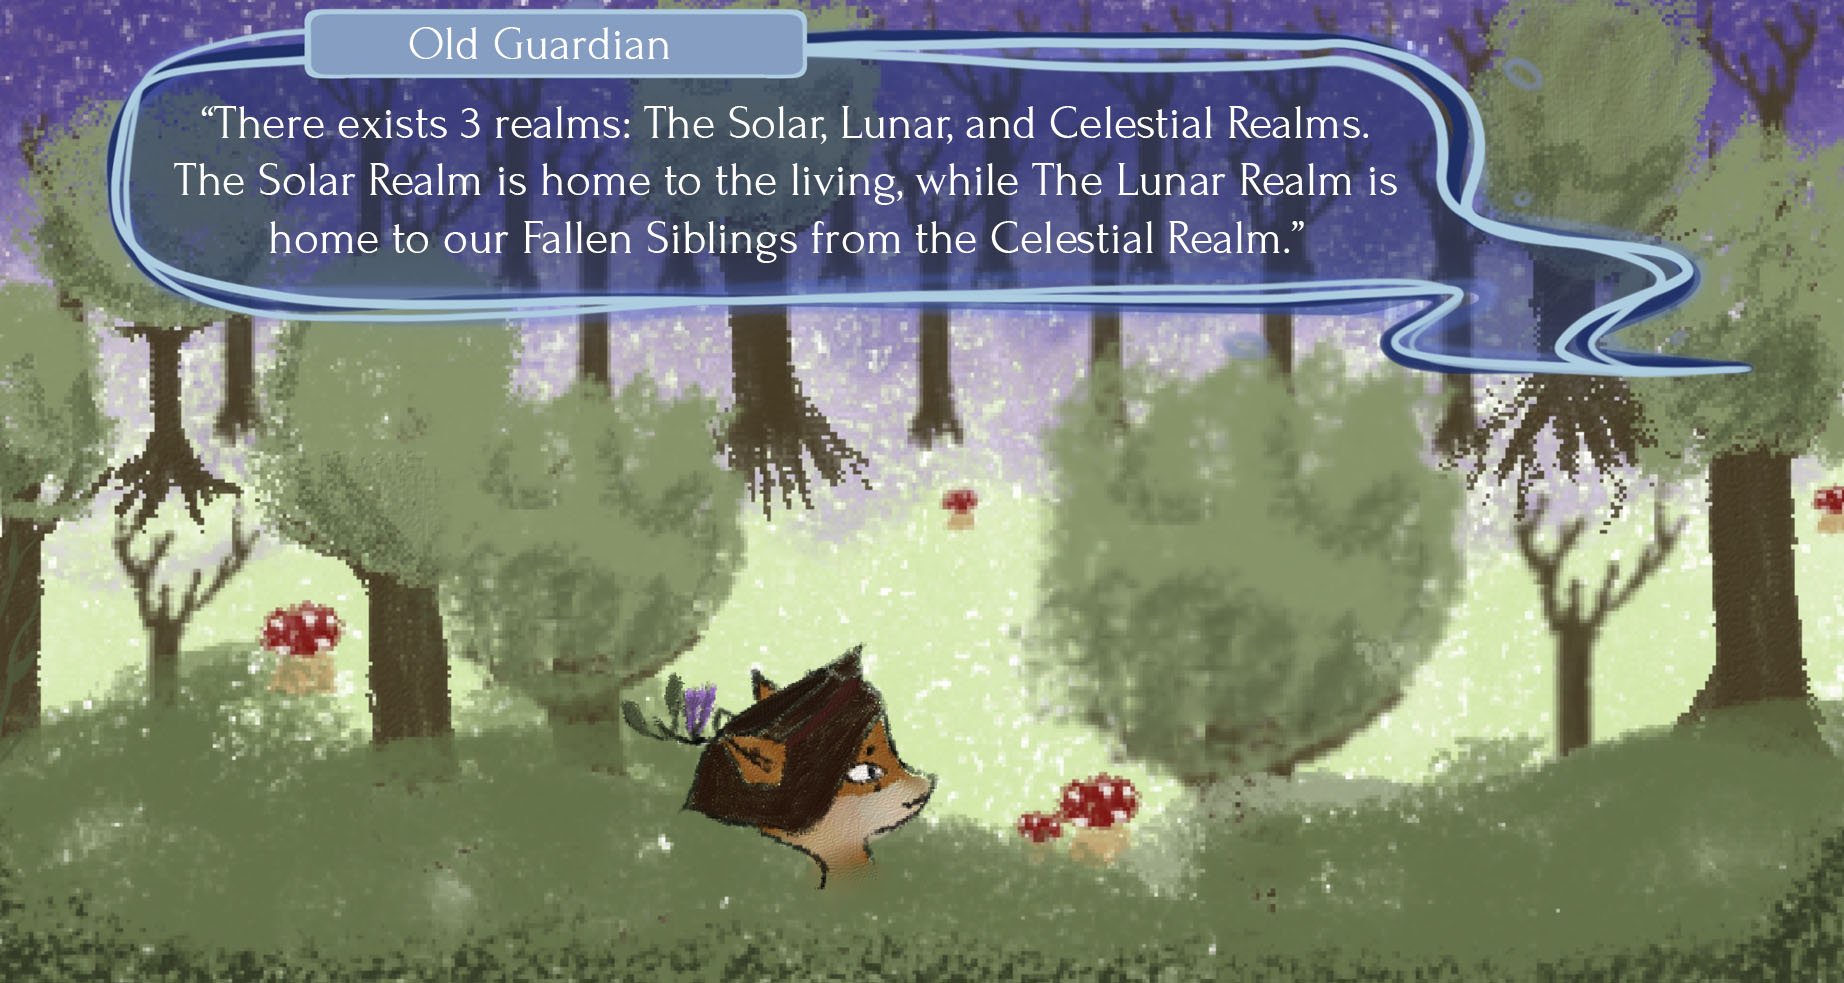 Old Guardian
“There exists 3 realms: The Solar, Lunar, and Celestial Realms.
The Solar Realm is home to the living, while The Lunar Realm is
home to our Fallen Siblings from the Celestial Realm.”